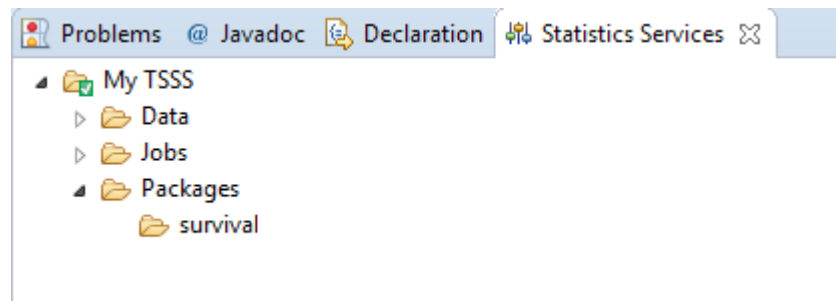 Problems @ Javadoc Declaration Statistics Services
My TSSS
Data
Jobs
Packages
survival